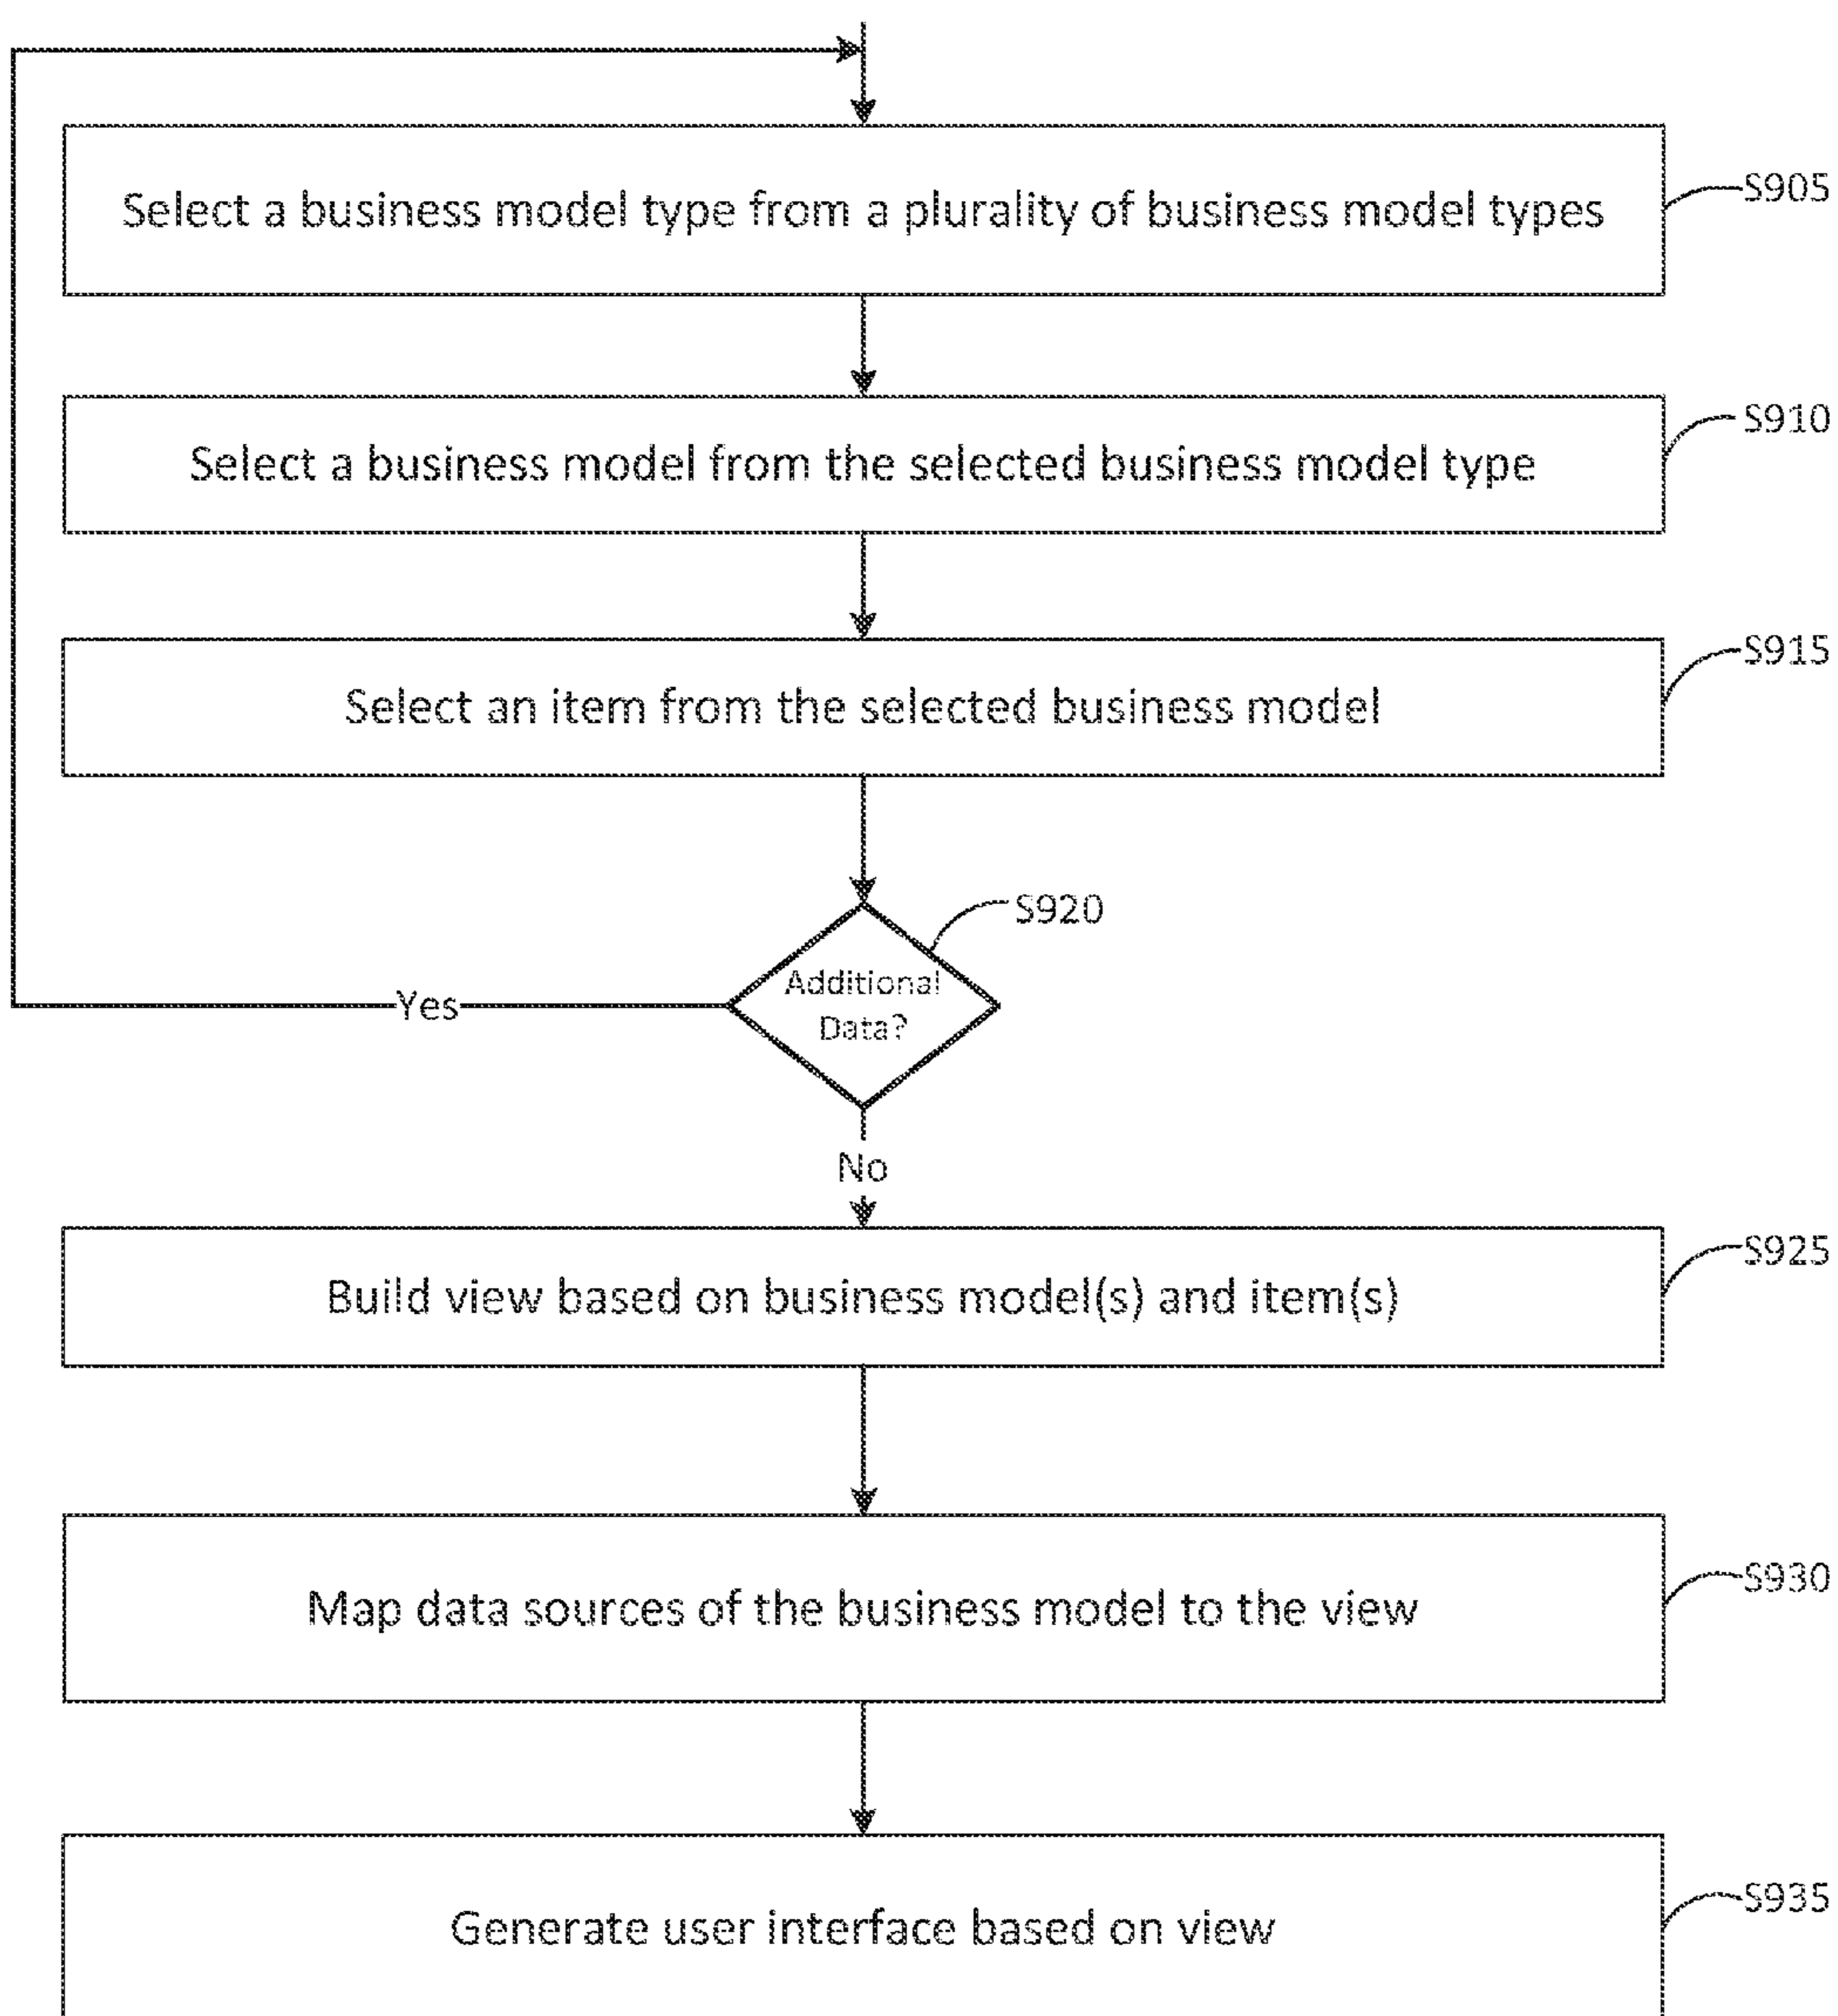 Select a business model type from a plurality of business model types
S905
Select a business model from the selected business model type
S910
Select an item from the selected business model
S915
S920
Additional
Data?
Yes
No
Build view based on business model(s) and item(s)
S925
Map data sources of the business model to the view
S930
Generate user interface based on view
S935